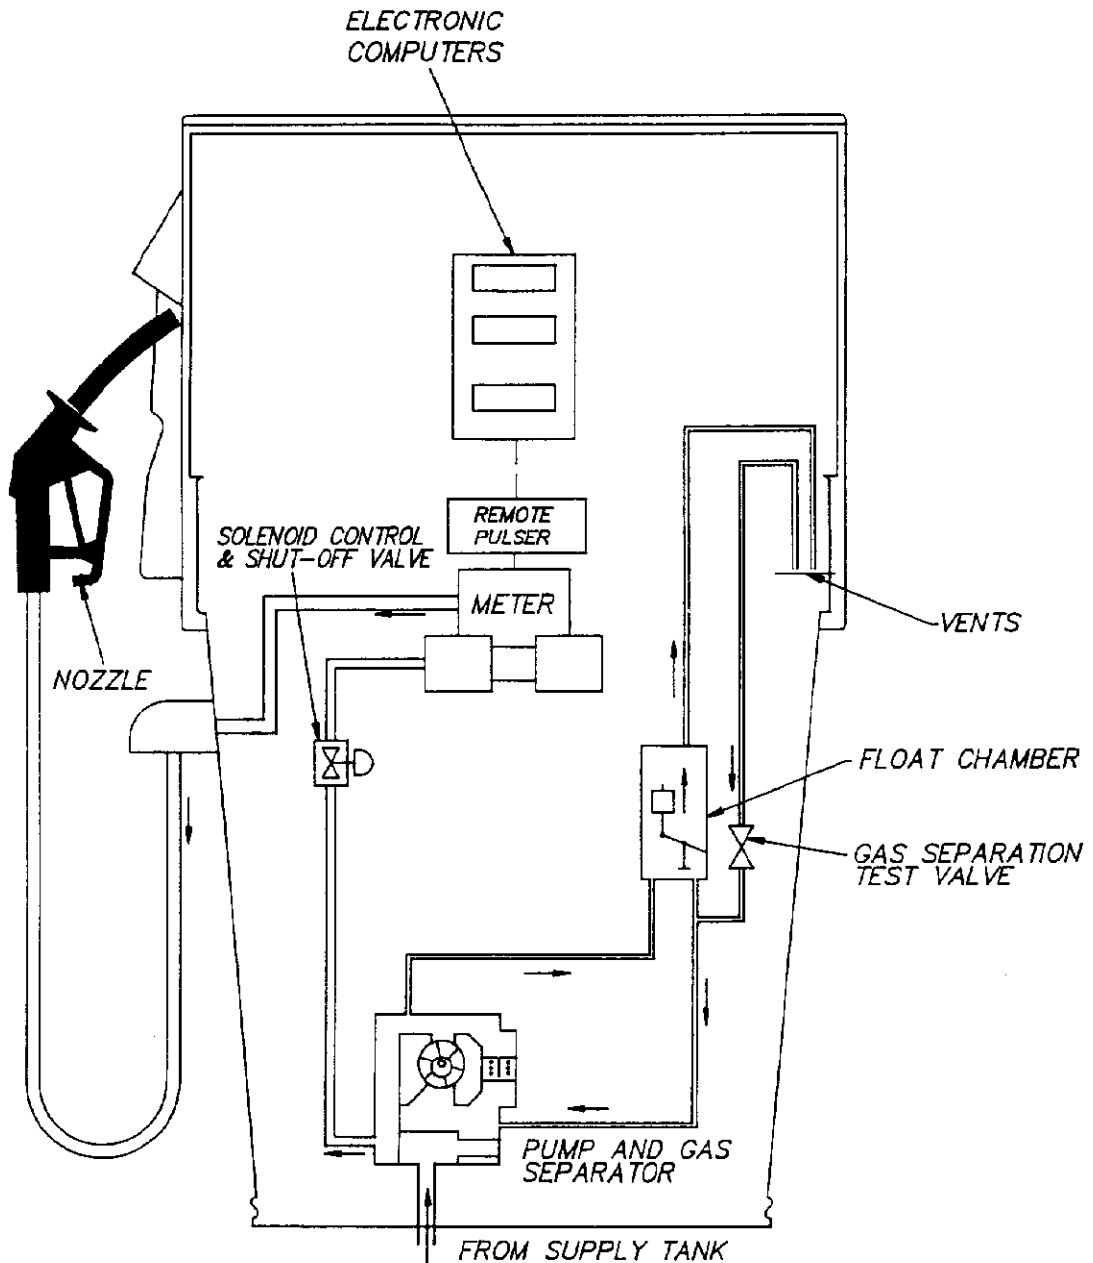 ELECTRONIC
COMPUTERS
REMOTE
PULSER
SOLENOID CONTROL
& SHUT-OFF VALVE
METER
VENTS
NOZZLE
FLOAT CHAMBER
GAS SEPARATION
TEST VALVE
PUMP AND GAS
SEPARATOR
FROM SUPPLY TANK